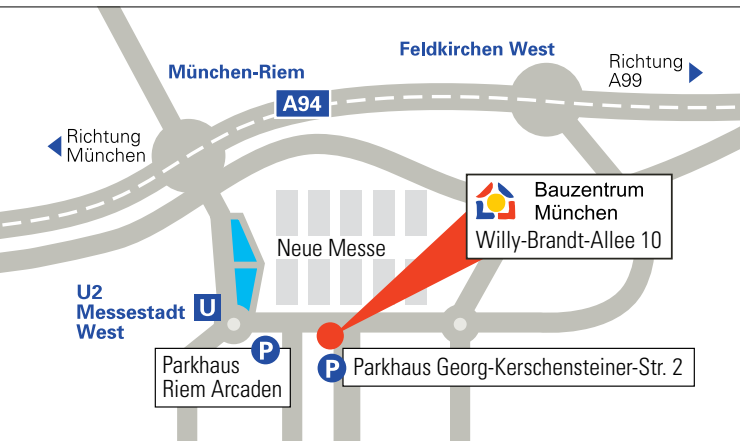 Feldkirchen West
Richtung
A99
München-Riem
A94
Richtung
München
Bauzentrum
München
Willy-Brandt-Allee 10
Neue Messe
U2
Messestadt
West
U
P
Parkhaus
Riem Arcaden
P
Parkhaus Georg-Kerschensteiner-Str. 2